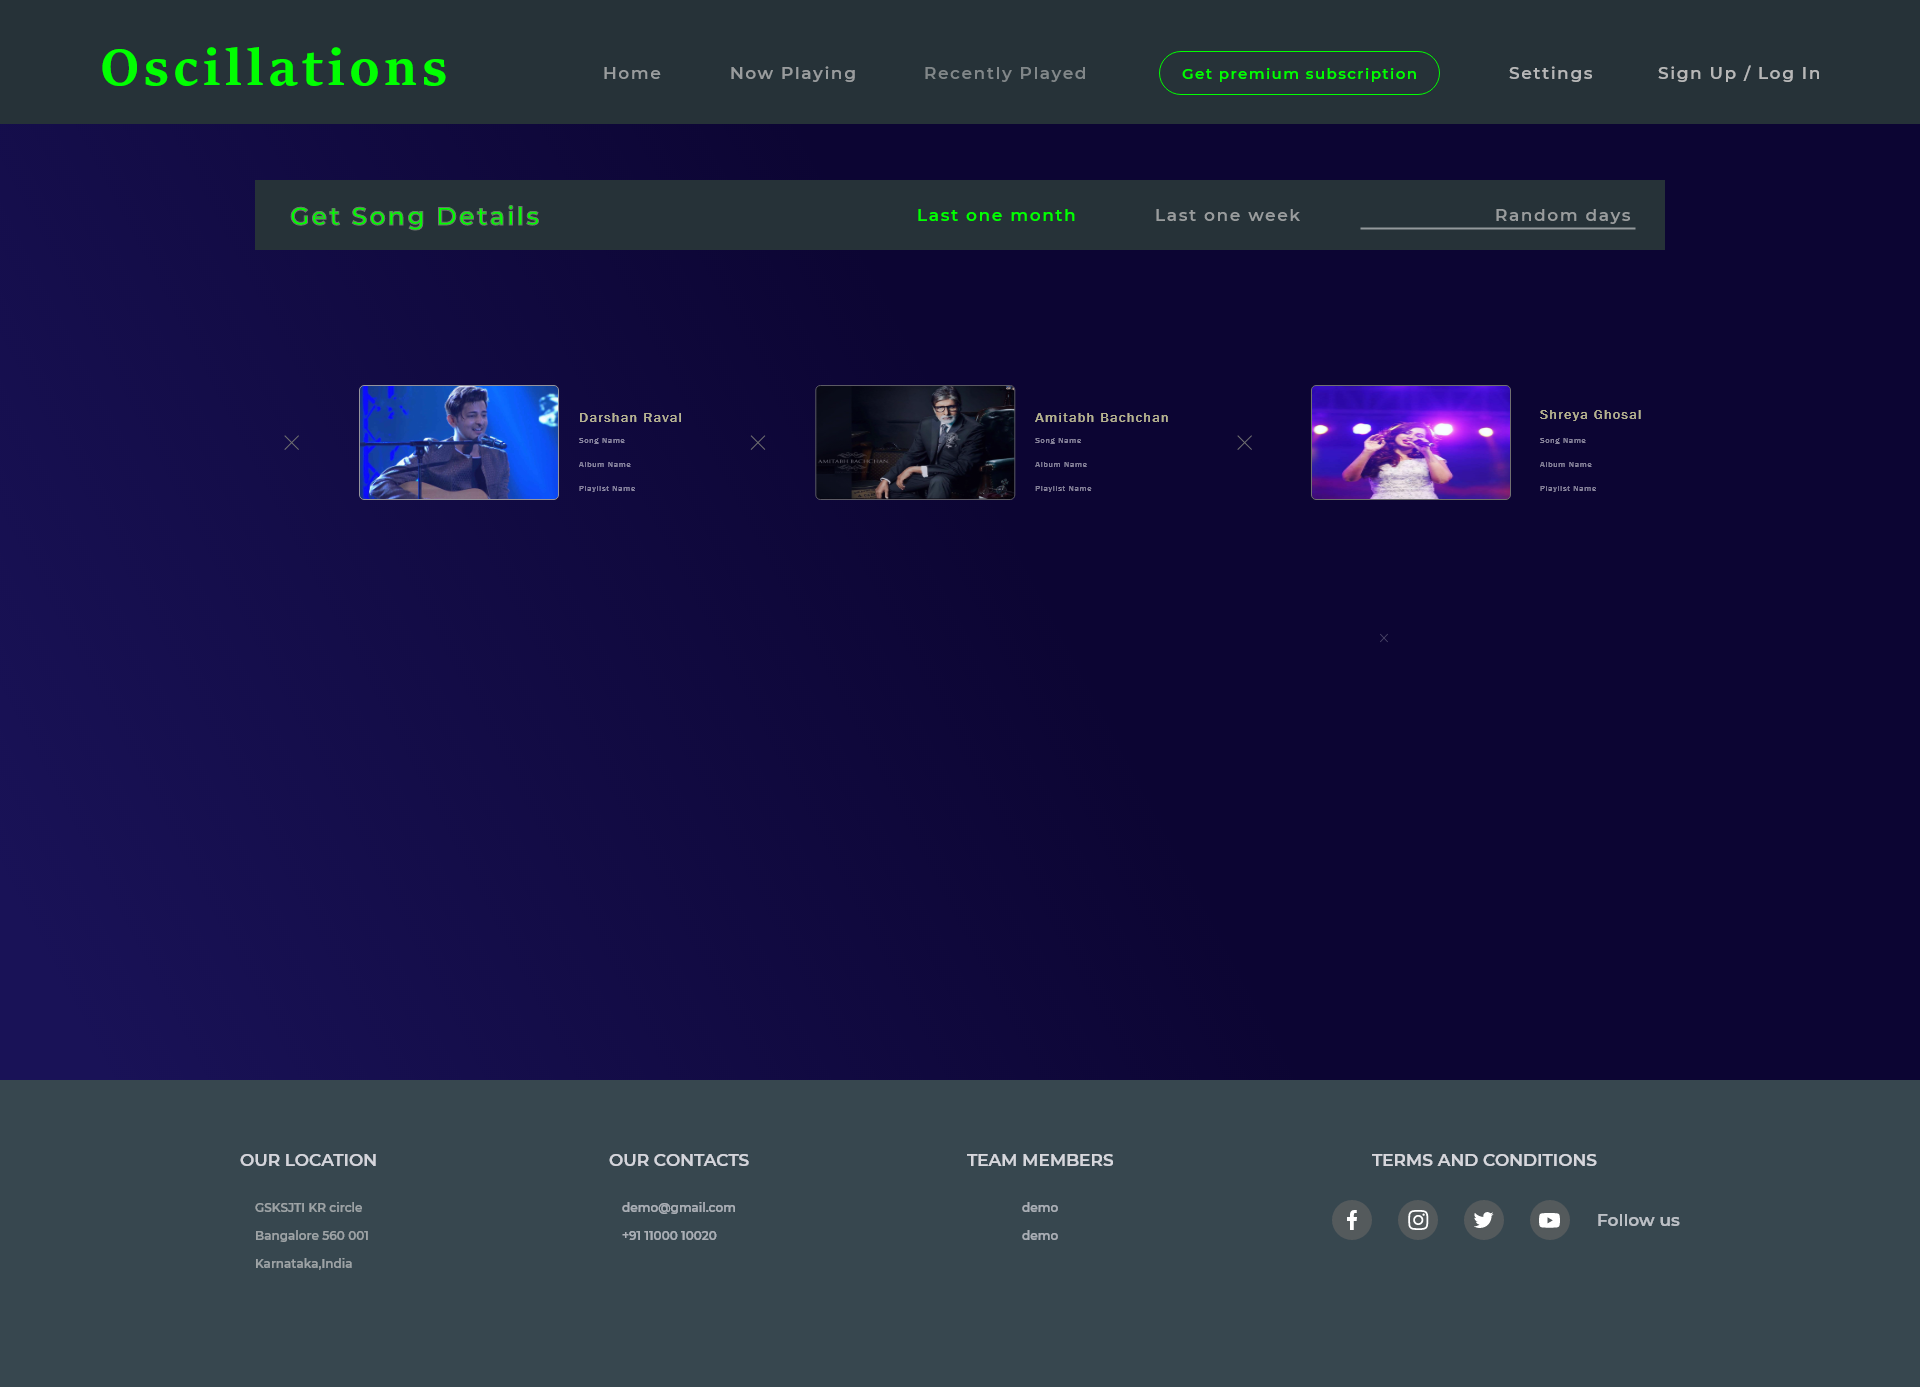 Oscillations
Home
Now Playing
Recently Played
Get premium subscription
Settings
Sign Up / Log In
Get Song Details
Last one month
Last one week
Random days
Darshan Raval
Song Name
Album Name
Playlist Name
AMITABH BACHCHAN
Amitabh Bachchan
Song Name
Album Name
Playlist Name
Shreya Ghosal
Song Name
Album Name
Playlist Name
OUR LOCATION
GSKSJTI KR circle
Bangalore 560 001
Karnataka,India
OUR CONTACTS
demo@gmail.com
+91 11000 10020
TEAM MEMBERS
demo
demo
TERMS AND CONDITIONS
Follow us